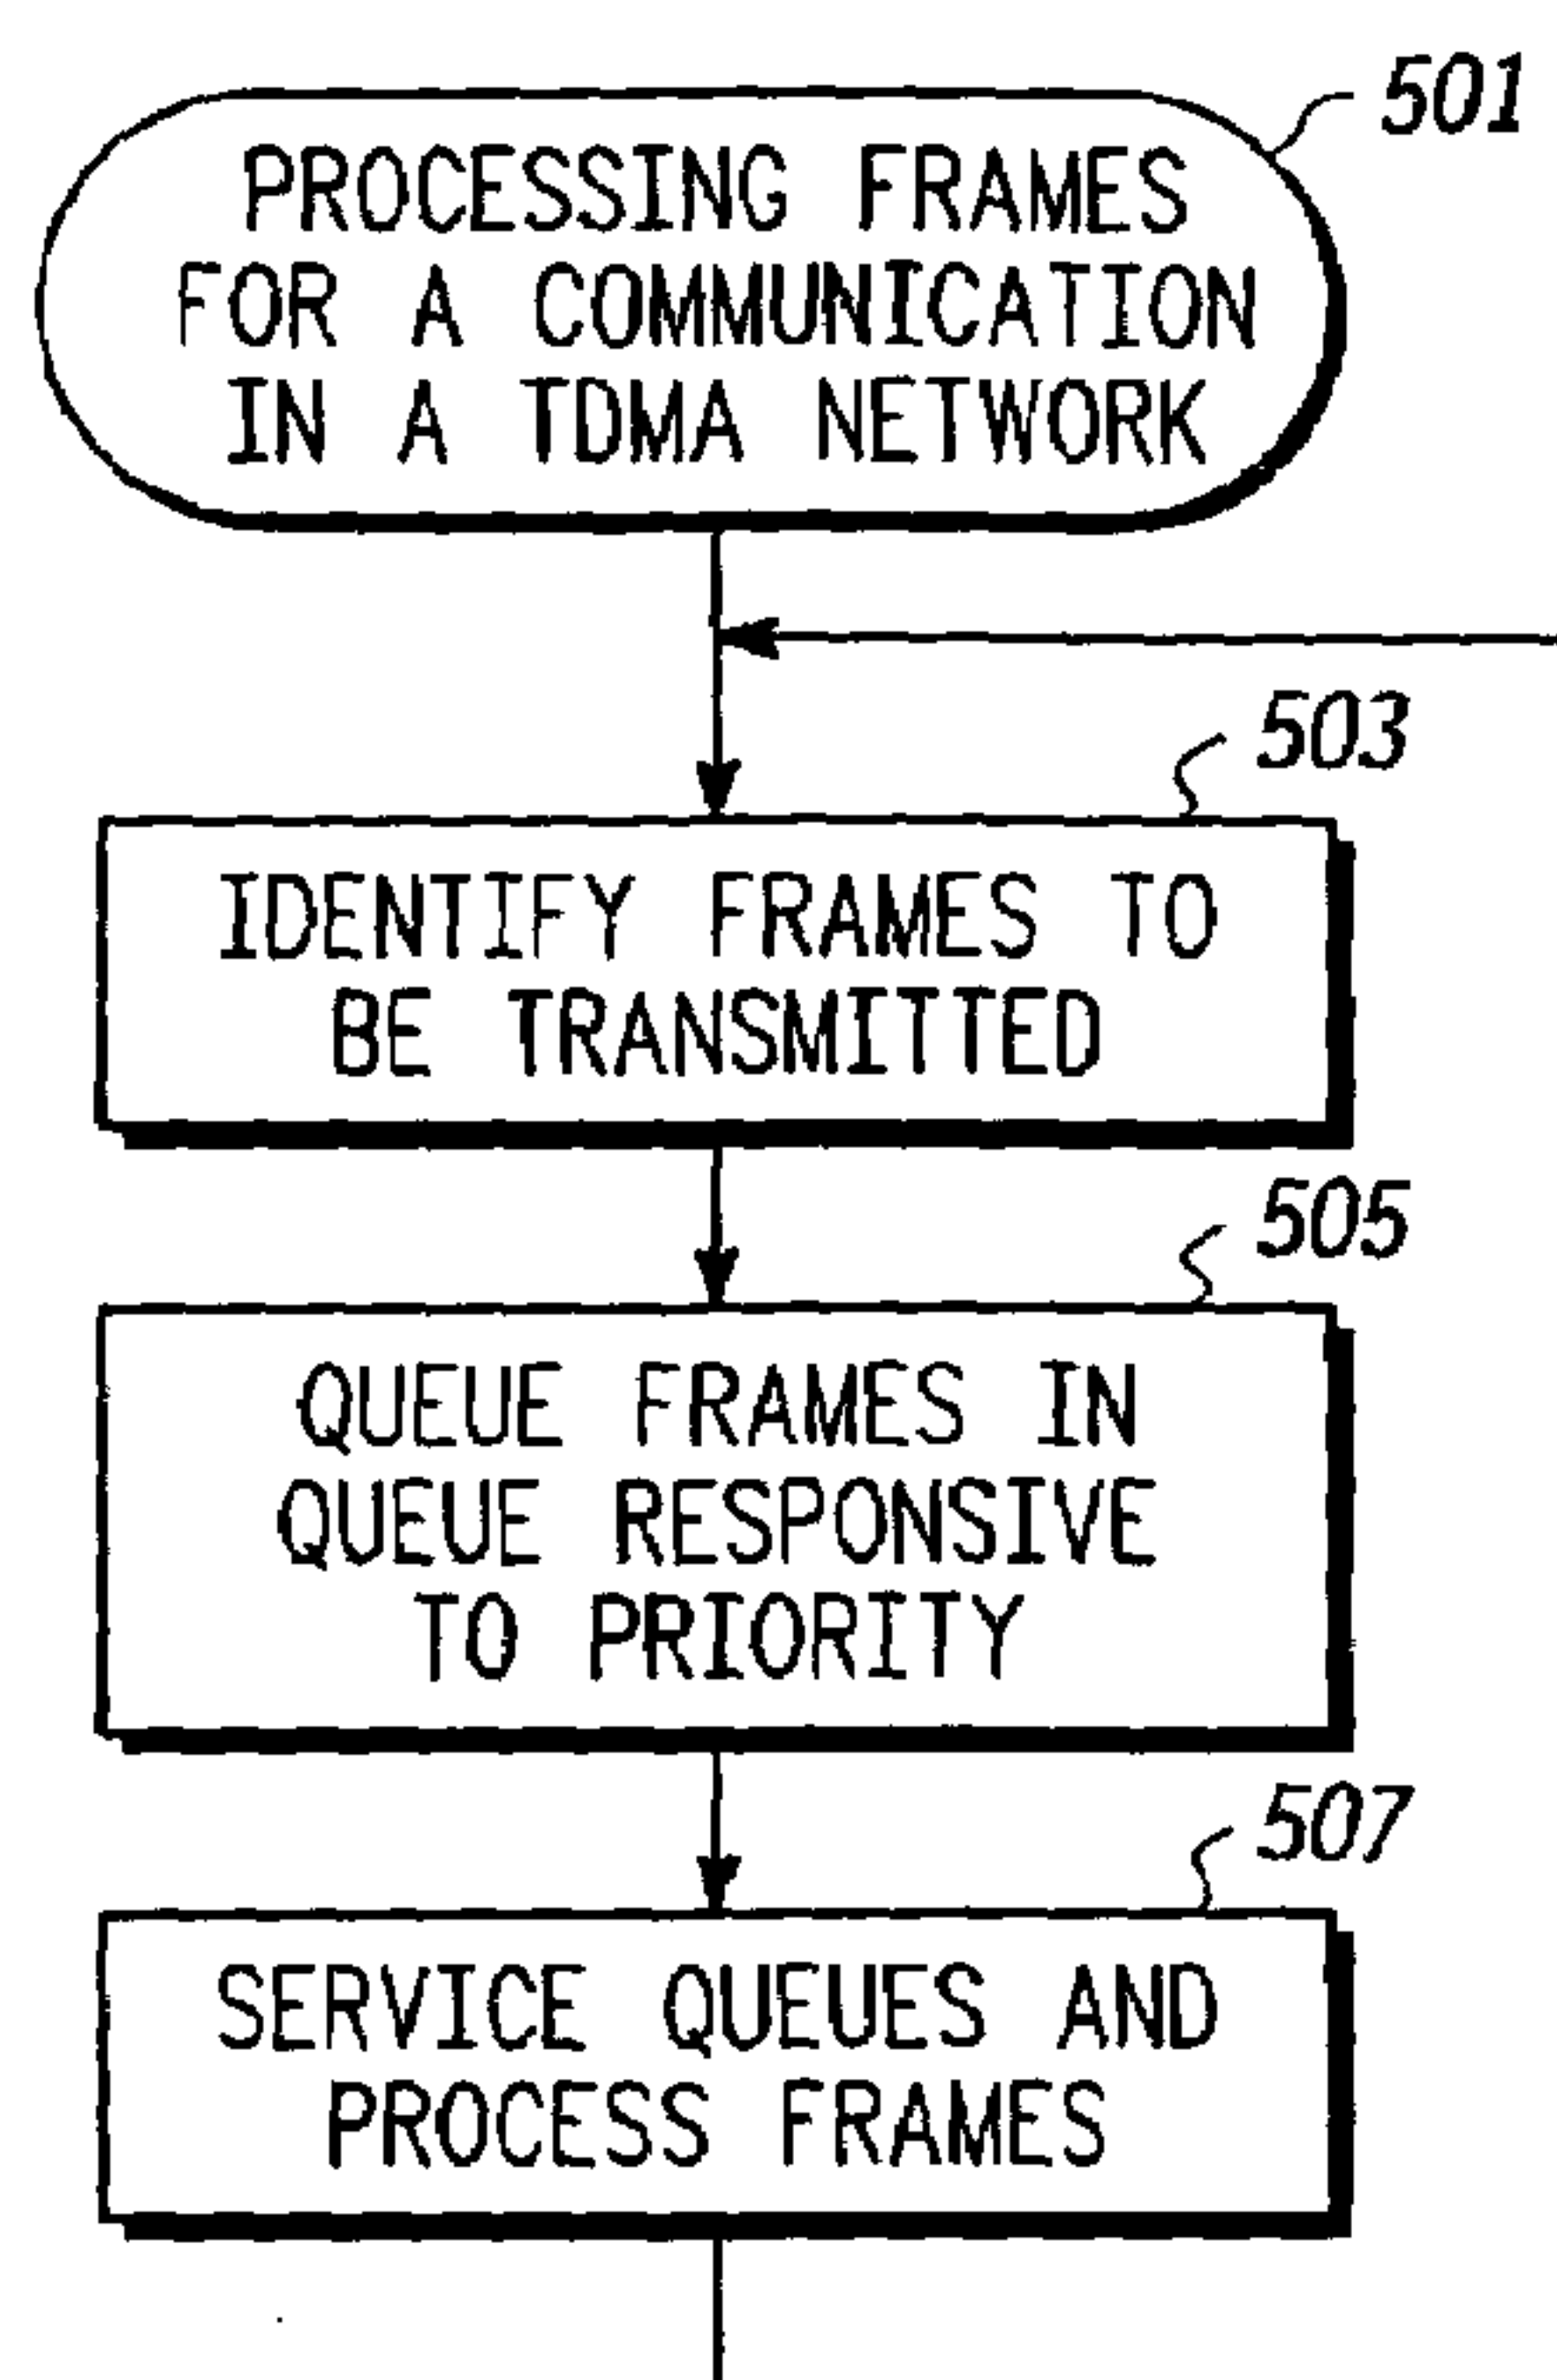 501
PROCESSING FRAMES
FOR A COMMUNICATION
IN A TDMA NETWORK
503
IDENTIFY FRAMES TO
BE TRANSMITTED
505
QUEUE FRAMES IN
QUEUE RESPONSIVE
TO PRIORITY
507
SERVICE QUEUES AND
PROCESS FRAMES